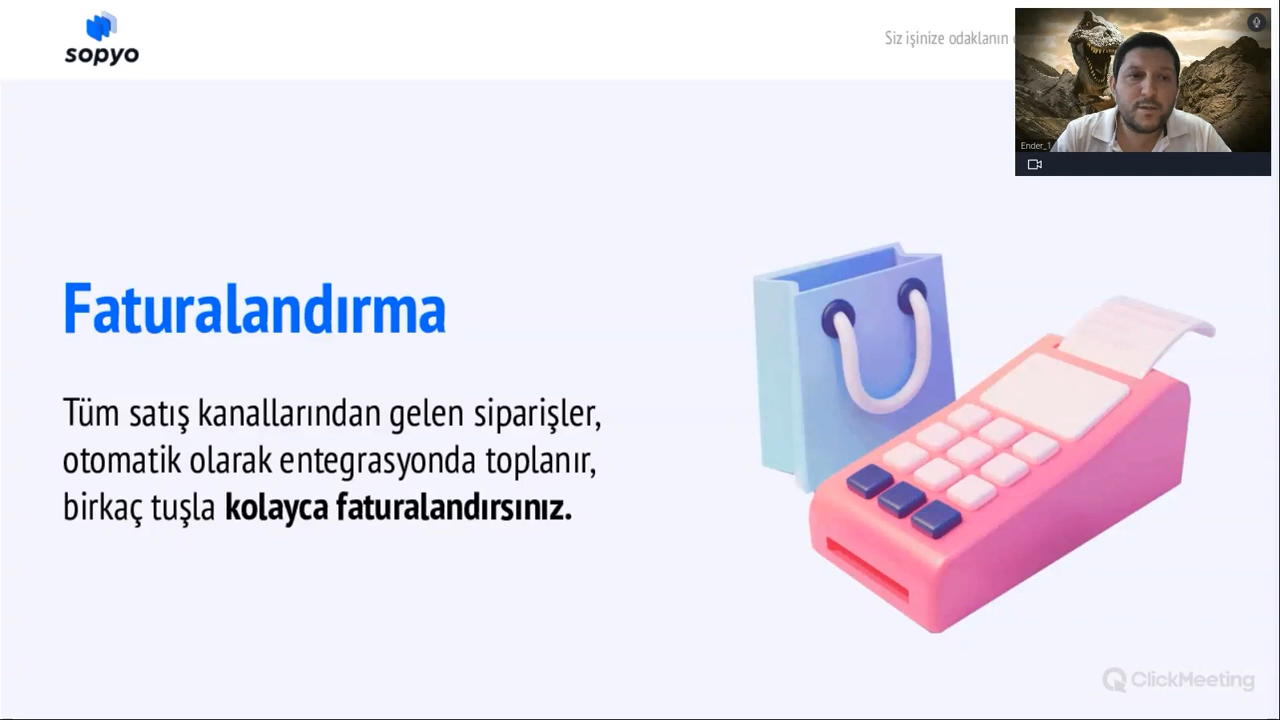 sopyo
Siz işinize odaklanın
Ender_1
Faturalandırma
Tüm satış kanallarından gelen siparişler,
otomatik olarak entegrasyonda toplanır,
birkaç tuşla kolayca faturalandırsınız.
ClickMeeting